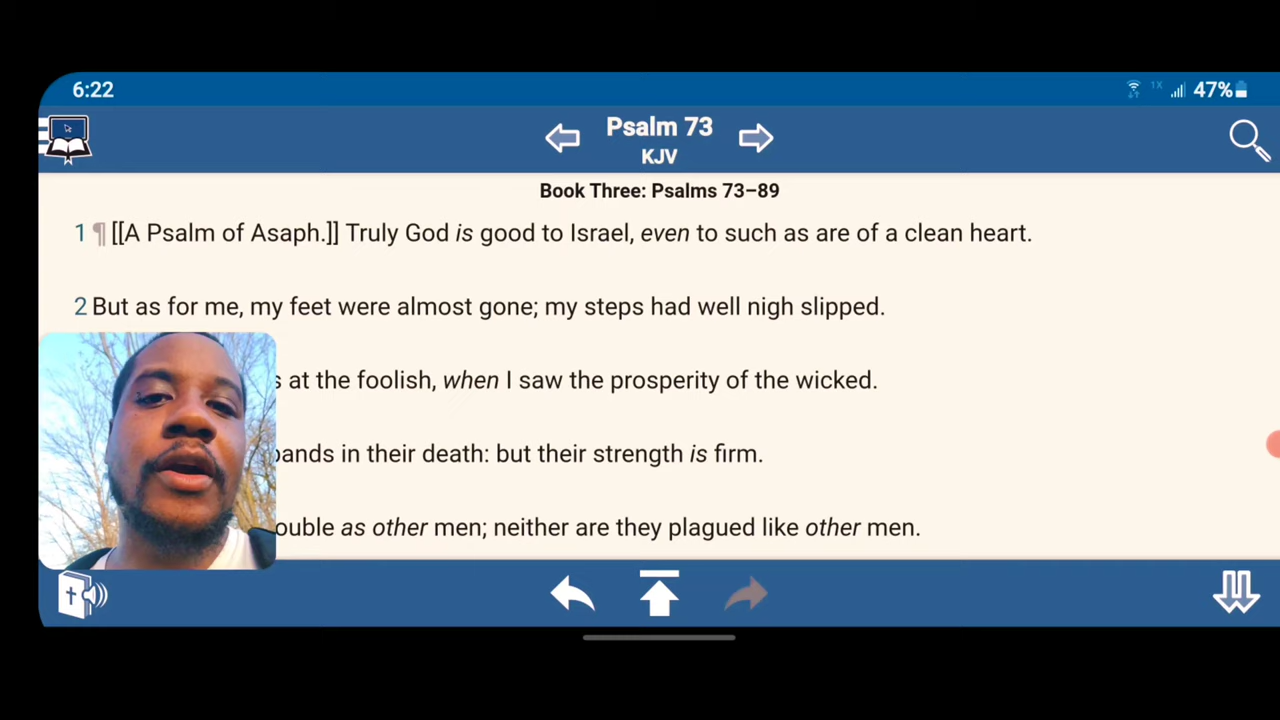 6:22
1X
47%
Psalm 73
KJV
Book Three: Psalms 73–89
1 ¶ [[A Psalm of Asaph.]] Truly God is good to Israel, even to such as are of a clean heart.
2 But as for me, my feet were almost gone; my steps had well nigh slipped.
at the foolish, when I saw the prosperity of the wicked.
in their death: but their strength is firm.
as other men; neither are they plagued like other men.